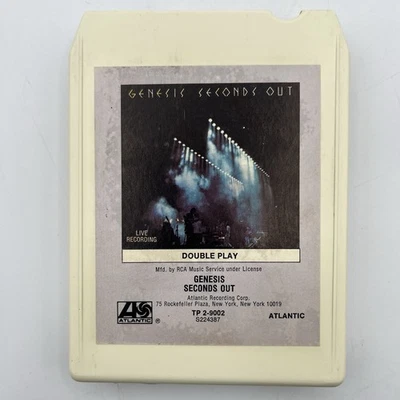 GENESIS SECONDS OUT
LIVE
RECORDING
DOUBLE PLAY
Mfd. by RCA Music Service under License
GENESIS
SECONDS OUT
Atlantic Recording Corp.
75 Rockefeller Plaza, New York, New York 10019
ATLANTIC ®
TP 2-9002
S224387
ATLANTIC